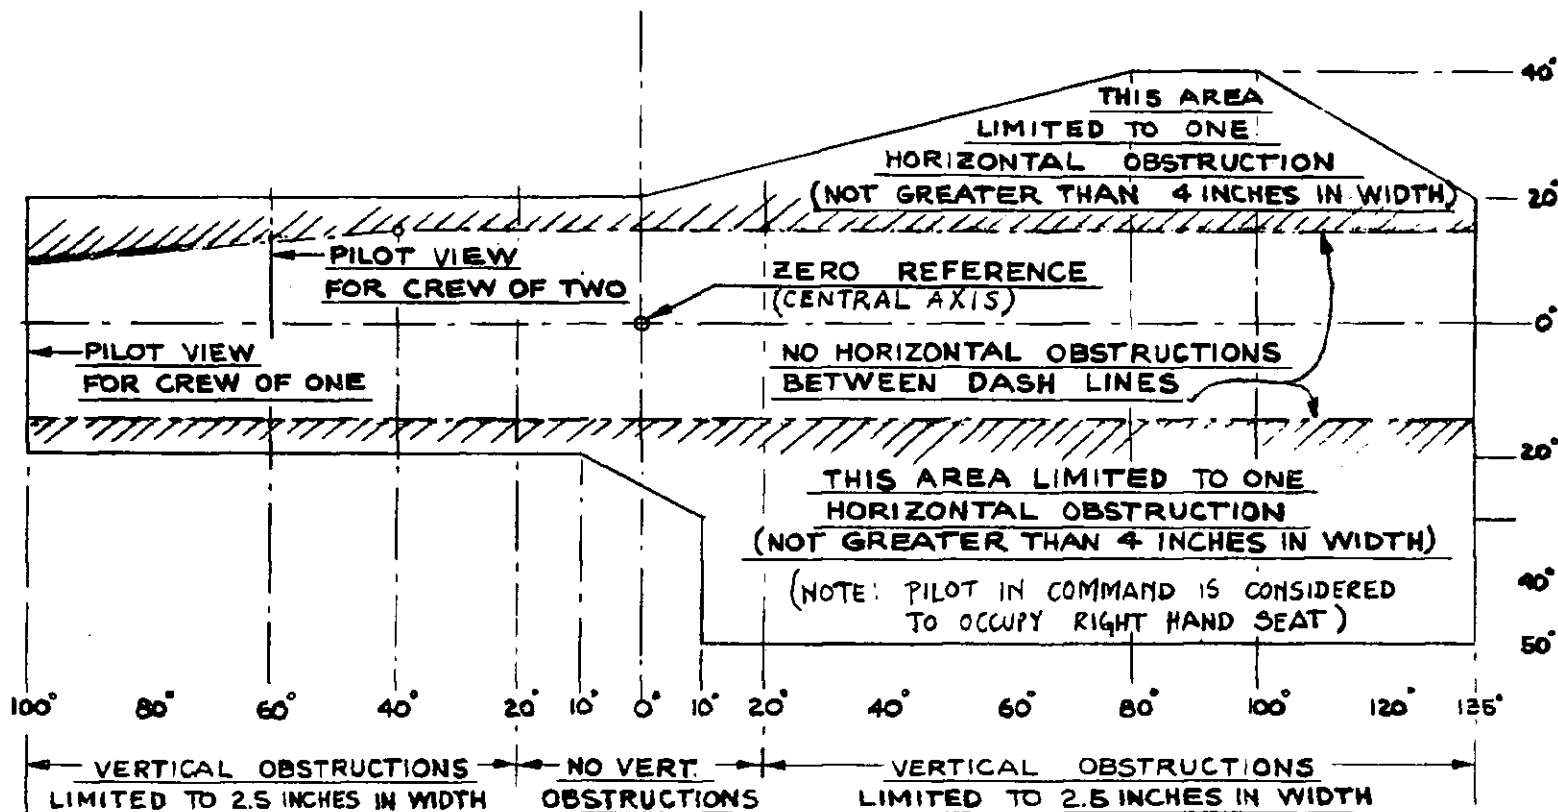 40°
THIS AREA
LIMITED TO ONE
HORIZONTAL OBSTRUCTION
(NOT GREATER THAN 4 INCHES IN WIDTH)
20°
PILOT VIEW
FOR CREW OF TWO
ZERO REFERENCE
(CENTRAL AXIS)
0°
PILOT VIEW
FOR CREW OF ONE
NO HORIZONTAL OBSTRUCTIONS
BETWEEN DASH LINES
20°
THIS AREA LIMITED TO ONE
HORIZONTAL OBSTRUCTION
(NOT GREATER THAN 4 INCHES IN WIDTH)
(NOTE: PILOT IN COMMAND IS CONSIDERED
TO OCCUPY RIGHT HAND SEAT)
40°
50°
100° 80° 60° 40° 20° 10° 0° 10° 20° 40° 60° 80° 100° 120° 135°
VERTICAL OBSTRUCTIONS
LIMITED TO 2.5 INCHES IN WIDTH
NO VERT.
OBSTRUCTIONS
VERTICAL OBSTRUCTIONS
LIMITED TO 2.5 INCHES IN WIDTH